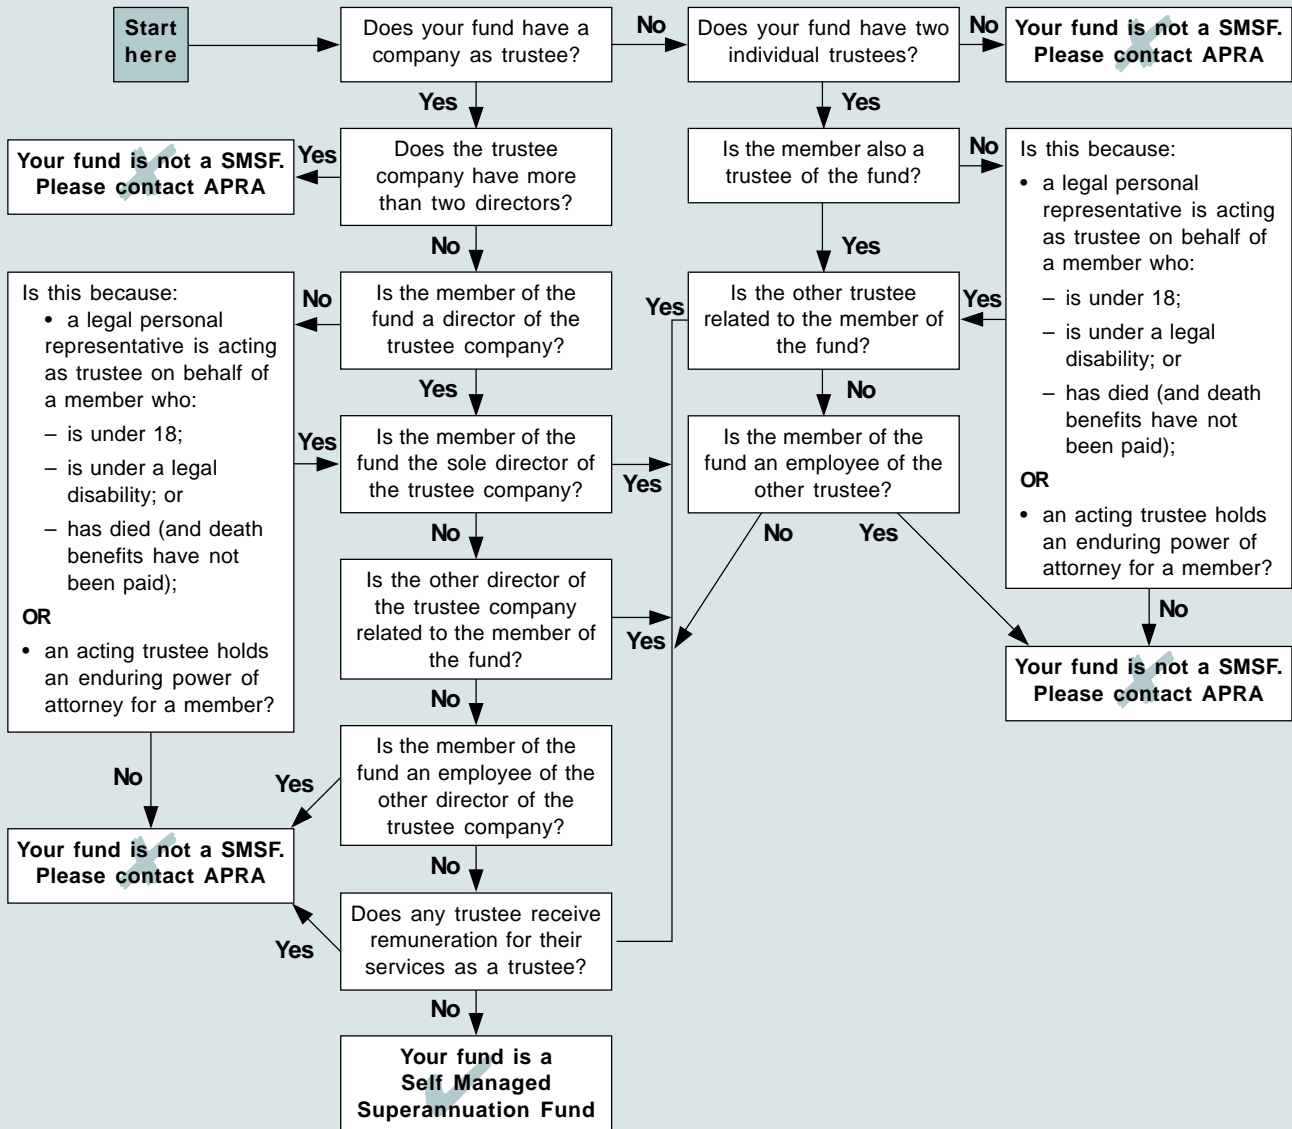 Start
here
Does your fund have a
company as trustee?
No
Does your fund have two
individual trustees?
No
Your fund is not a SMSF.
Please contact APRA
Yes
Yes
Your fund is not a SMSF.
Please contact APRA
Yes
Does the trustee
company have more
than two directors?
Is the member also a
trustee of the fund?
No
Is this because:
• a legal personal
representative is acting
as trustee on behalf of
a member who:
– is under 18;
– is under a legal
disability; or
– has died (and death
benefits have not
been paid);
OR
• an acting trustee holds
an enduring power of
attorney for a member?
No
Yes
Is this because:
• a legal personal
representative is acting
as trustee on behalf of
a member who:
– is under 18;
– is under a legal
disability; or
– has died (and death
benefits have not
been paid);
OR
• an acting trustee holds
an enduring power of
attorney for a member?
No
Is the member of the
fund a director of the
trustee company?
Yes
Is the other trustee
related to the member of
the fund?
Yes
Yes
No
Yes
Is the member of the
fund the sole director of
the trustee company?
Yes
Is the member of the
fund an employee of the
other trustee?
No
No
Yes
Is the other director of
the trustee company
related to the member of
the fund?
Yes
No
Your fund is not a SMSF.
Please contact APRA
No
Is the member of the
fund an employee of the
other director of the
trustee company?
No
Yes
Your fund is not a SMSF.
Please contact APRA
No
Does any trustee receive
remuneration for their
services as a trustee?
Yes
No
Your fund is a
Self Managed
Superannuation Fund